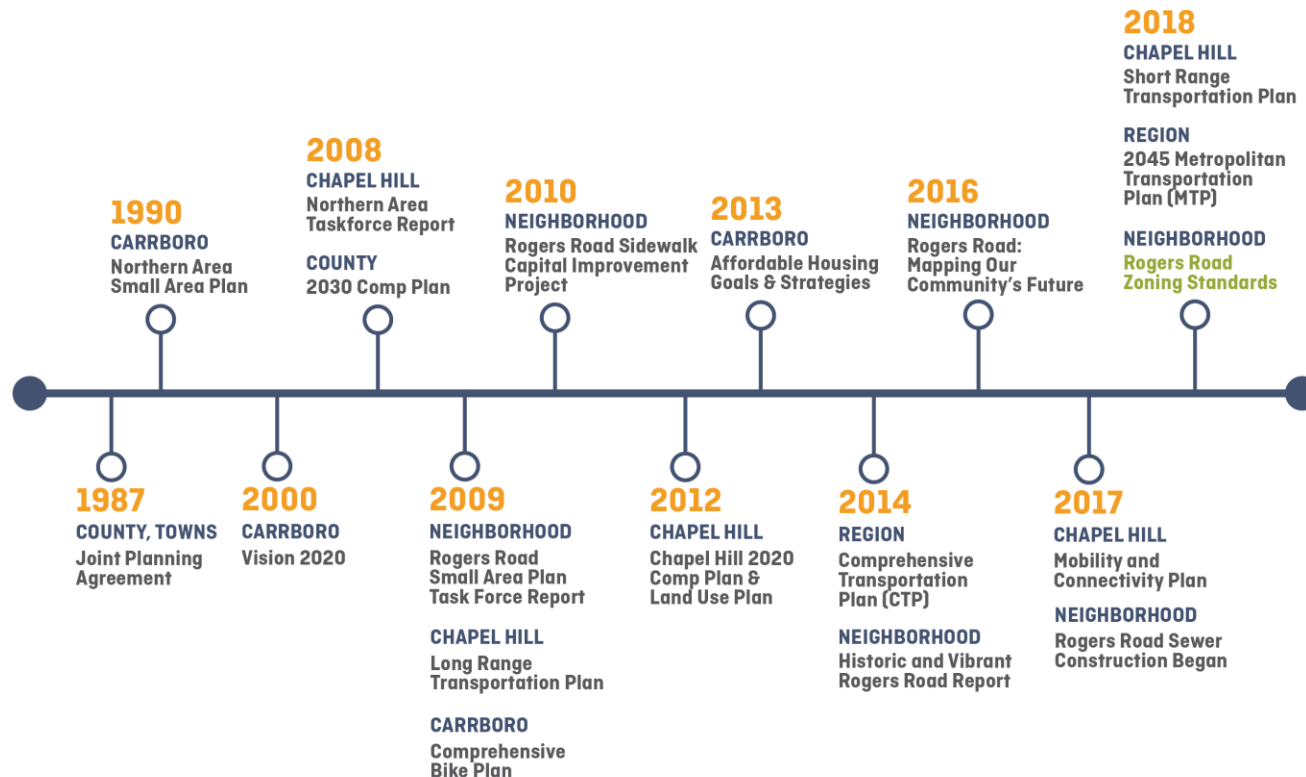 2018
CHAPEL HILL
Short Range
Transportation Plan
REGION
2045 Metropolitan
Transportation
Plan (MTP)
NEIGHBORHOOD
Rogers Road
Zoning Standards
2008
CHAPEL HILL
Northern Area
Taskforce Report
COUNTY
2030 Comp Plan
1990
CARRBORO
Northern Area
Small Area Plan
2010
NEIGHBORHOOD
Rogers Road Sidewalk
Capital Improvement
Project
2013
CARRBORO
Affordable Housing
Goals & Strategies
2016
NEIGHBORHOOD
Rogers Road:
Mapping Our
Community's Future
1987
COUNTY, TOWNS
Joint Planning
Agreement
2000
CARRBORO
Vision 2020
2009
NEIGHBORHOOD
Rogers Road
Small Area Plan
Task Force Report
CHAPEL HILL
Long Range
Transportation Plan
CARRBORO
Comprehensive
Bike Plan
2012
CHAPEL HILL
Chapel Hill 2020
Comp Plan &
Land Use Plan
2014
REGION
Comprehensive
Transportation
Plan (CTP)
NEIGHBORHOOD
Historic and Vibrant
Rogers Road Report
2017
CHAPEL HILL
Mobility and
Connectivity Plan
NEIGHBORHOOD
Rogers Road Sewer
Construction Began